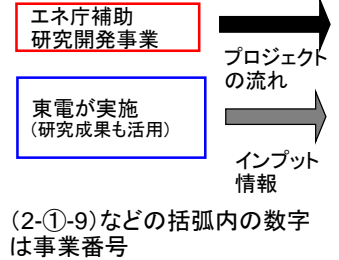 エネ庁補助
研究開発事業
プロジェクト
の流れ
東電が実施
(研究成果も活用)
インプット
情報
(2-①-9)などの括弧内の数字
は事業番号